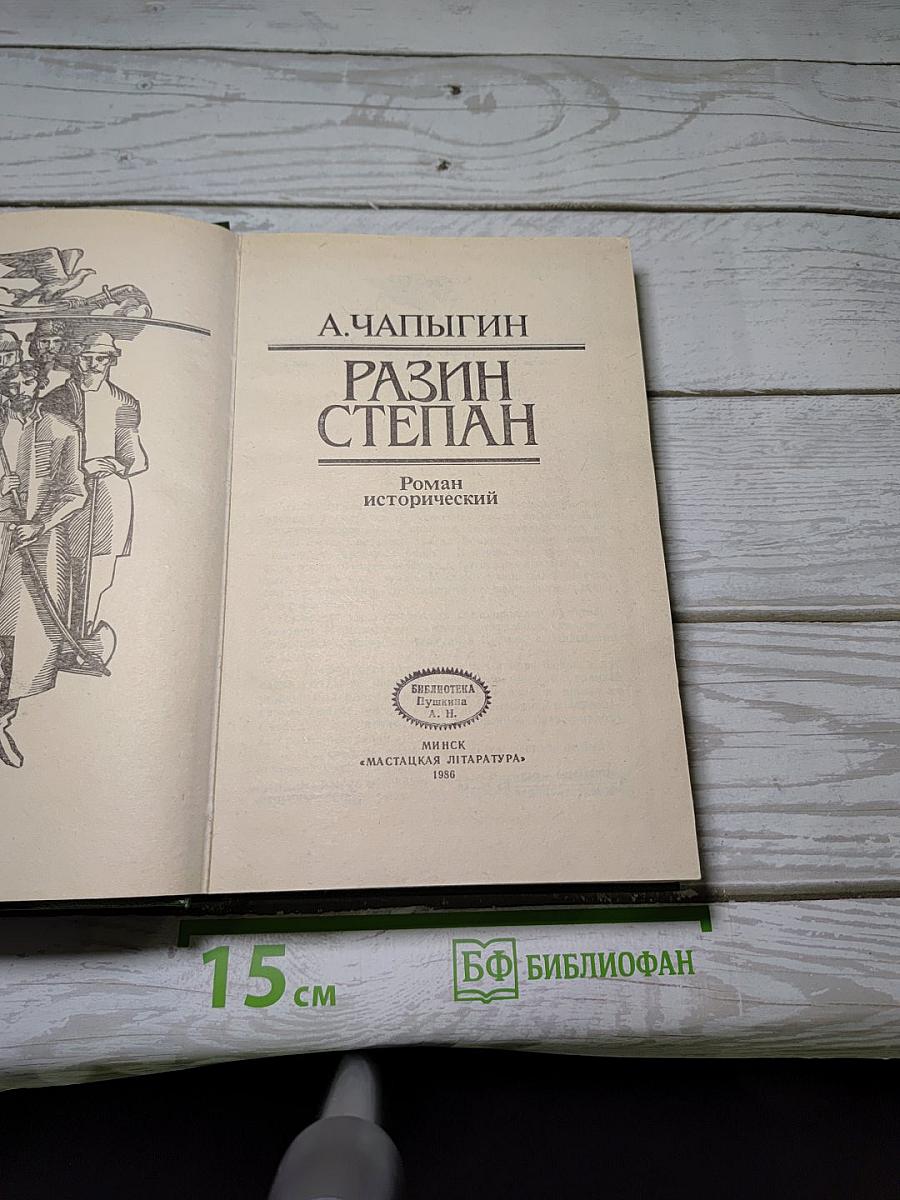 А.ЧАПЫГИН
РАЗИН
СТЕПАН
Роман
исторический
БИБЛИОТЕКА
Пушкина
А. Н.
МИНСК
«МАСТАЦКАЯ ЛІТАРАТУРА»
1986
15 см
БФ БИБЛИОФАН